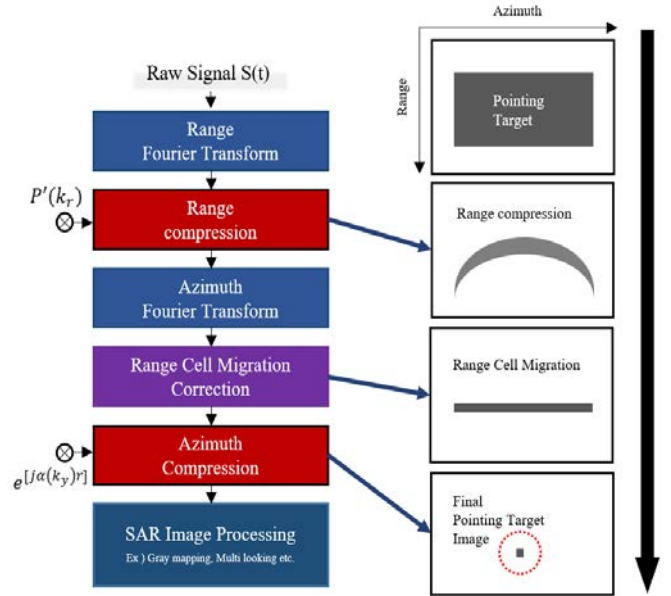 Azimuth
Range
Raw Signal S(t)
Range
Fourier Transform
P'(kᵣ)
Range
compression
Azimuth
Fourier Transform
Range Cell Migration
Correction
Azimuth
Compression
e^[jα(k_y)r]
SAR Image Processing
Ex ) Gray mapping, Multi looking etc.
Pointing
Target
Range compression
Range Cell Migration
Final
Pointing Target
Image